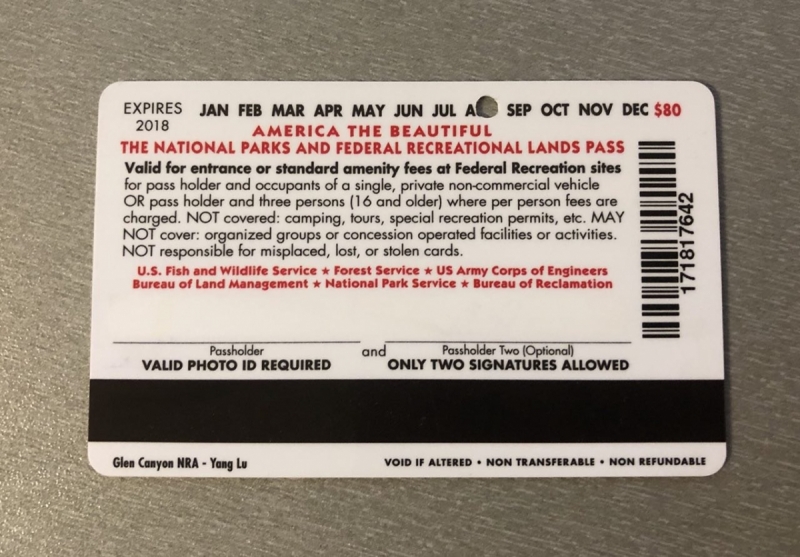 EXPIRES JAN FEB MAR APR MAY JUN JUL SEP OCT NOV DEC $80
2018
AMERICA THE BEAUTIFUL
THE NATIONAL PARKS AND FEDERAL RECREATIONAL LANDS PASS
Valid for entrance or standard amenity fees at Federal Recreation sites
for pass holder and occupants of a single, private non-commercial vehicle
OR pass holder and three persons (16 and older) where per person fees are
charged. NOT covered: camping, tours, special recreation permits, etc. MAY
NOT cover: organized groups or concession operated facilities or activities.
NOT responsible for misplaced, lost, or stolen cards.
U.S. Fish and Wildlife Service ★ Forest Service ★ US Army Corps of Engineers
Bureau of Land Management ★ National Park Service ★ Bureau of Reclamation
171817642
Passholder and Passholder Two (Optional)
VALID PHOTO ID REQUIRED ONLY TWO SIGNATURES ALLOWED
Glen Canyon NRA - Yang Lu VOID IF ALTERED • NON TRANSFERABLE • NON REFUNDABLE